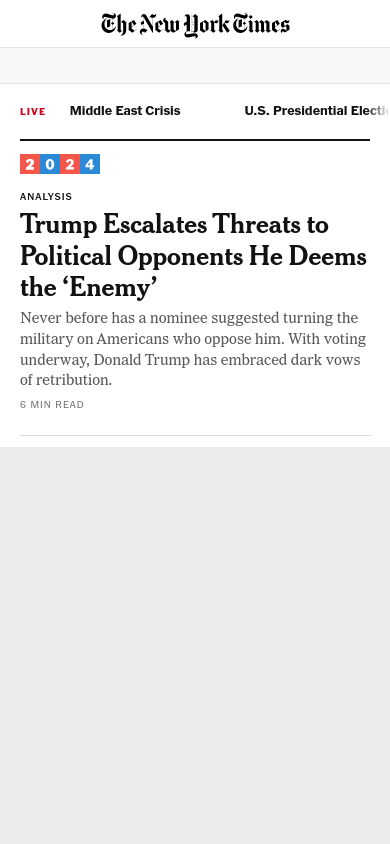 The New York Times
LIVE Middle East Crisis U.S. Presidential Electi
2024
ANALYSIS
Trump Escalates Threats to
Political Opponents He Deems
the ‘Enemy’
Never before has a nominee suggested turning the
military on Americans who oppose him. With voting
underway, Donald Trump has embraced dark vows
of retribution.
6 MIN READ